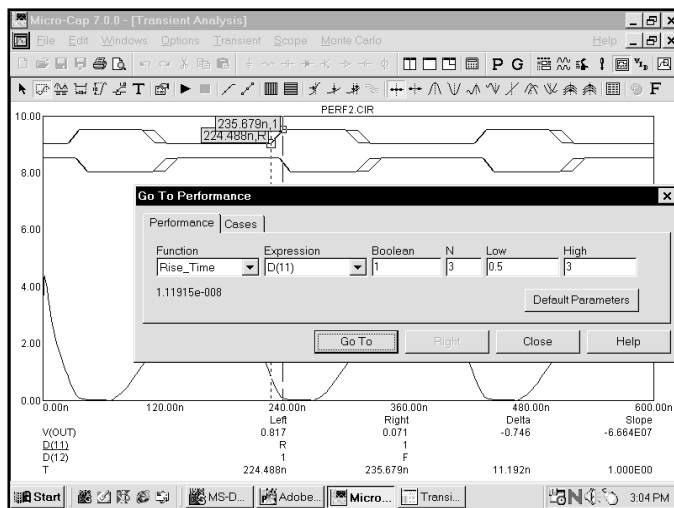 Micro-Cap 7.0.0 - [Transient Analysis]
File Edit Windows Options Transient Scope Monte Carlo Help
P G
T F
PERF2.CIR
10.00
8.00
6.00
4.00
2.00
0.00
235.679n,1
224.488n,R
Go To Performance
Performance Cases
Function Expression Boolean N Low High
Rise_Time D(11) 1 3 0.5 3
1.11915e-008
Default Parameters
Go To Right Close Help
0.00n 120.00n 240.00n 360.00n 480.00n 600.00n
Left Right Delta Slope
V(OUT) 0.817 0.071 -0.746 -6.664E07
D(11) R 1
D(12) 1 F
T 224.488n 235.679n 11.192n 1.000E00
Start MS-D... Adobe... Micro... Transi... 3:04 PM